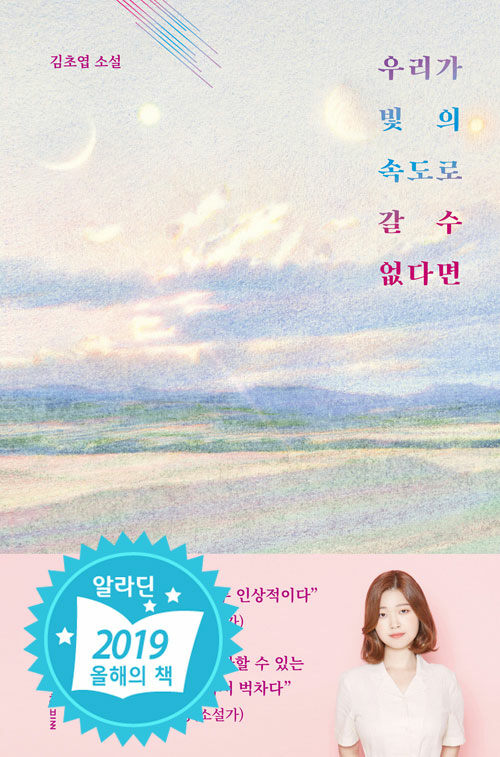 김초엽 소설
우리가
빛의
속도로
갈 수
없다면
인상적이다”
가)
할 수 있는
벅차다”
소설가)
알라딘
2019
올해의 책